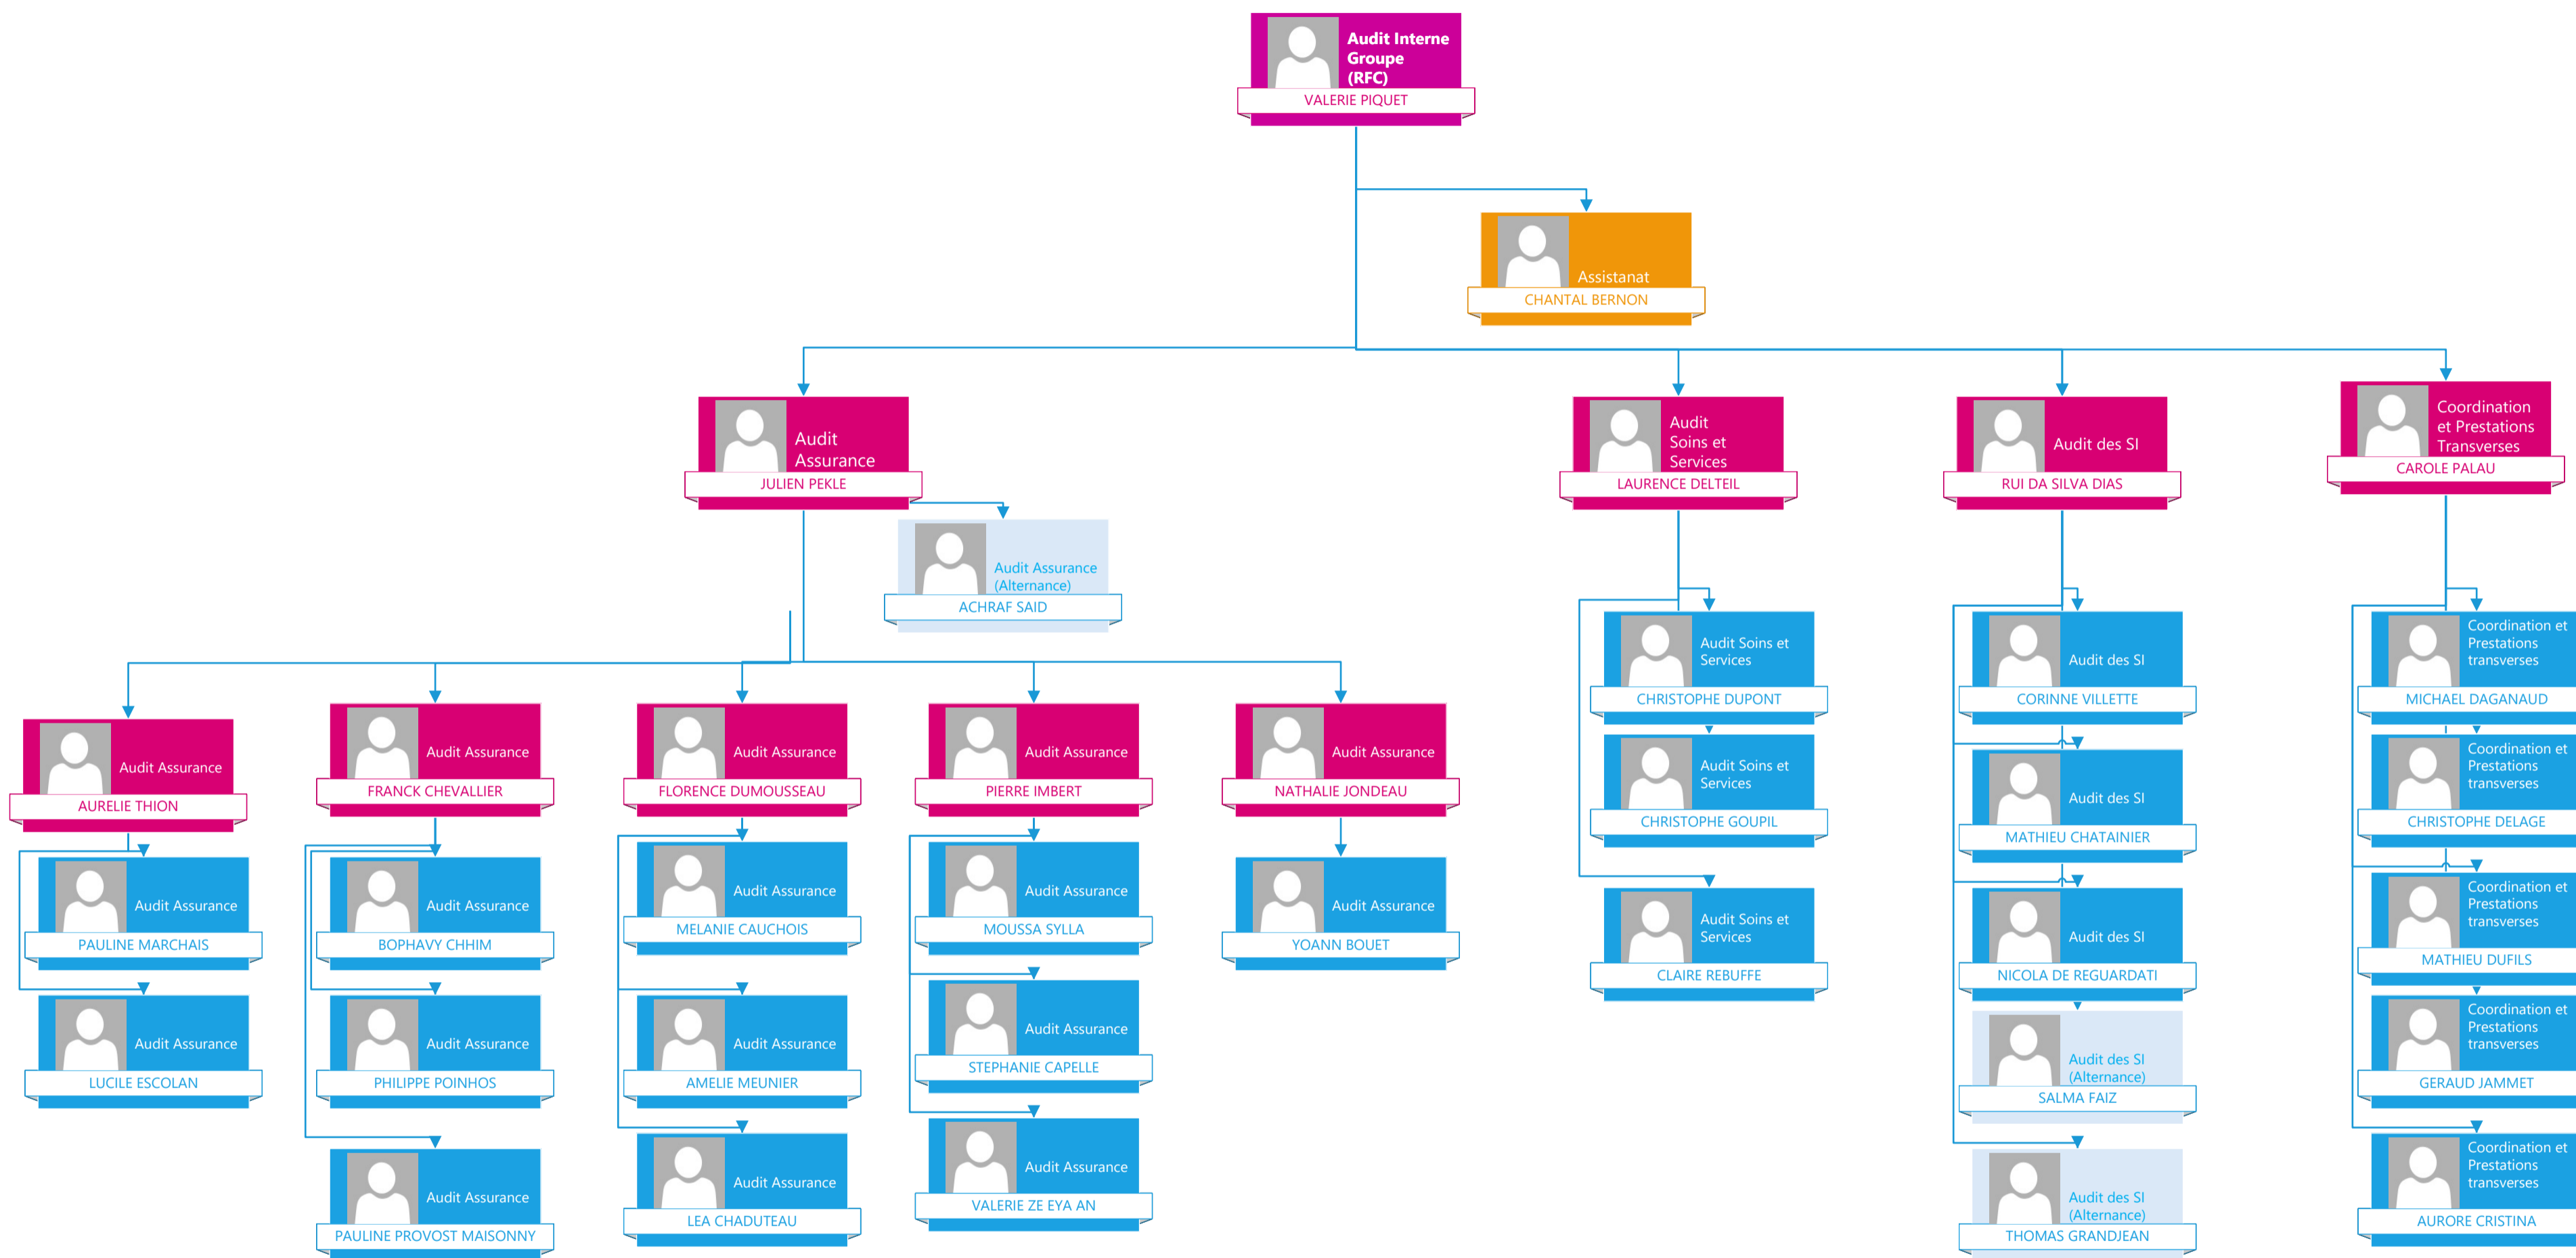 Audit Interne
Groupe
(RFC)
VALERIE PIQUET
Assistanat
CHANTAL BERNON
Audit
Assurance
JULIEN PEKLE
Audit
Soins et
Services
LAURENCE DELTEIL
Audit des SI
RUI DA SILVA DIAS
Coordination
et Prestations
Transverses
CAROLE PALAU
Audit Assurance
(Alternance)
ACHRAF SAID
Audit Assurance
AURELIE THION
Audit Assurance
PAULINE MARCHAIS
Audit Assurance
LUCILE ESCOLAN
Audit Assurance
FRANCK CHEVALLIER
Audit Assurance
BOPHAVY CHHIM
Audit Assurance
PHILIPPE POINHOS
Audit Assurance
PAULINE PROVOST MAISONNY
Audit Assurance
FLORENCE DUMOUSSEAU
Audit Assurance
MELANIE CAUCHOIS
Audit Assurance
AMELIE MEUNIER
Audit Assurance
LEA CHADUTEAU
Audit Assurance
PIERRE IMBERT
Audit Assurance
MOUSSA SYLLA
Audit Assurance
STEPHANIE CAPELLE
Audit Assurance
VALERIE ZE EYA AN
Audit Assurance
NATHALIE JONDEAU
Audit Assurance
YOANN BOUET
Audit Soins et
Services
CHRISTOPHE DUPONT
Audit Soins et
Services
CHRISTOPHE GOUPIL
Audit Soins et
Services
CLAIRE REBUFFE
Audit des SI
CORINNE VILLETTE
Audit des SI
MATHIEU CHATAINIER
Audit des SI
NICOLA DE REGUARDATI
Audit des SI
(Alternance)
SALMA FAIZ
Audit des SI
(Alternance)
THOMAS GRANDJEAN
Coordination et
Prestations
transverses
MICHAEL DAGANAUD
Coordination et
Prestations
transverses
CHRISTOPHE DELAGE
Coordination et
Prestations
transverses
MATHIEU DUFILS
Coordination et
Prestations
transverses
GERAUD JAMMET
Coordination et
Prestations
transverses
AURORE CRISTINA